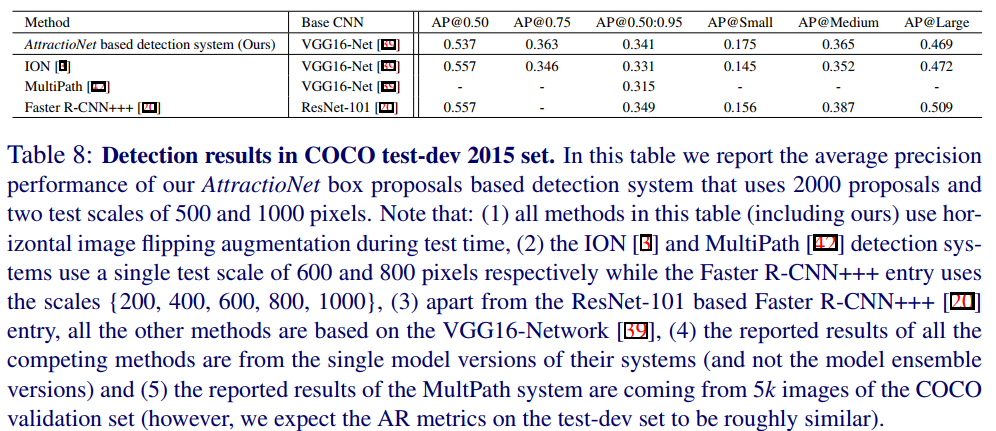 Method Base CNN AP@0.50 AP@0.75 AP@0.50:0.95 AP@Small AP@Medium AP@Large
AttractioNet based detection system (Ours) VGG16-Net [39] 0.537 0.363 0.341 0.175 0.365 0.469
ION [3] VGG16-Net [39] 0.557 0.346 0.331 0.145 0.352 0.472
MultiPath [42] VGG16-Net [39] - - 0.315 - - -
Faster R-CNN+++ [20] ResNet-101 [20] 0.557 - 0.349 0.156 0.387 0.509
Table 8: Detection results in COCO test-dev 2015 set. In this table we report the average precision
performance of our AttractioNet box proposals based detection system that uses 2000 proposals and
two test scales of 500 and 1000 pixels. Note that: (1) all methods in this table (including ours) use hor-
izontal image flipping augmentation during test time, (2) the ION [3] and MultiPath [42] detection sys-
tems use a single test scale of 600 and 800 pixels respectively while the Faster R-CNN+++ entry uses
the scales {200, 400, 600, 800, 1000}, (3) apart from the ResNet-101 based Faster R-CNN+++ [20]
entry, all the other methods are based on the VGG16-Network [39], (4) the reported results of all the
competing methods are from the single model versions of their systems (and not the model ensemble
versions) and (5) the reported results of the MultPath system are coming from 5k images of the COCO
validation set (however, we expect the AR metrics on the test-dev set to be roughly similar).